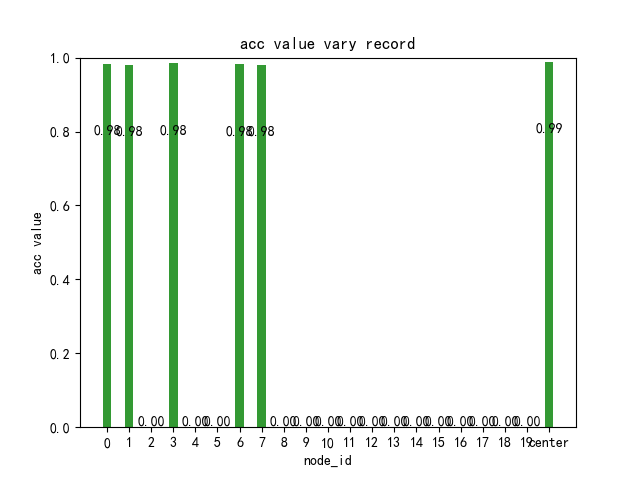 acc value vary record
1.0
0.8
0.6
0.4
0.2
0.0
acc value
0.98 0.98 0.98 0.98 0.98 0.99
0.00 0.00 0.00 0.00 0.00 0.00 0.00 0.00 0.00 0.00 0.00 0.00 0.00 0.00 0.00
0 1 2 3 4 5 6 7 8 9 10 11 12 13 14 15 16 17 18 19 center
node_id